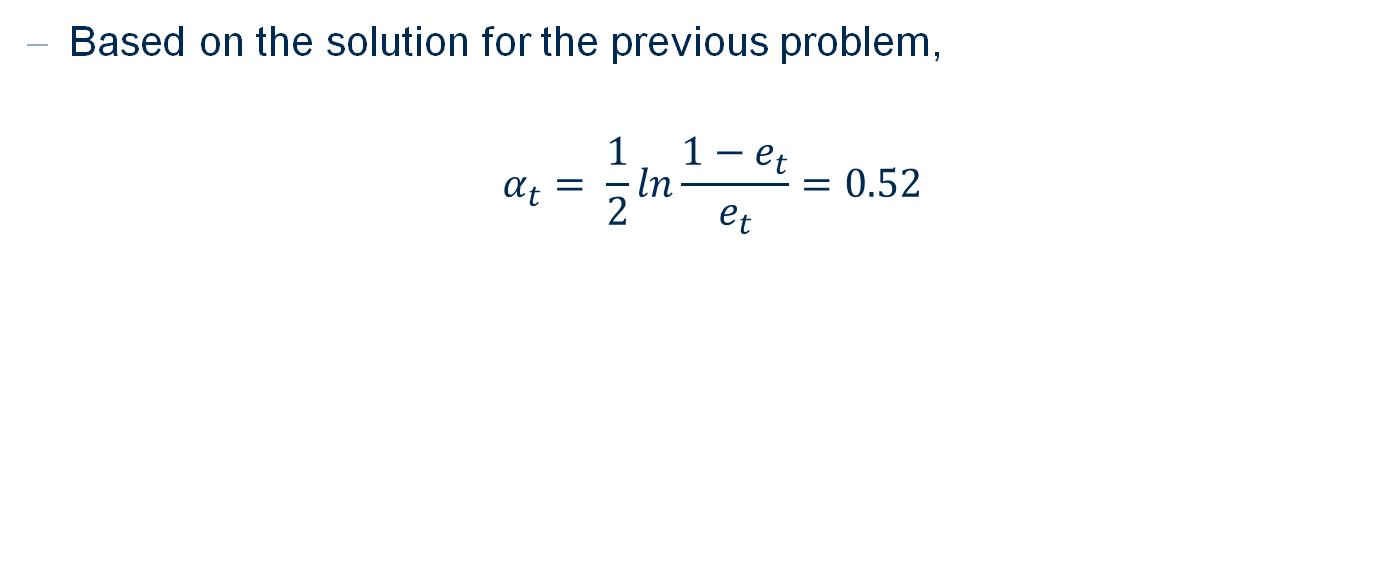 – Based on the solution for the previous problem,
αt = 1/2 ln (1 − et)/et = 0.52